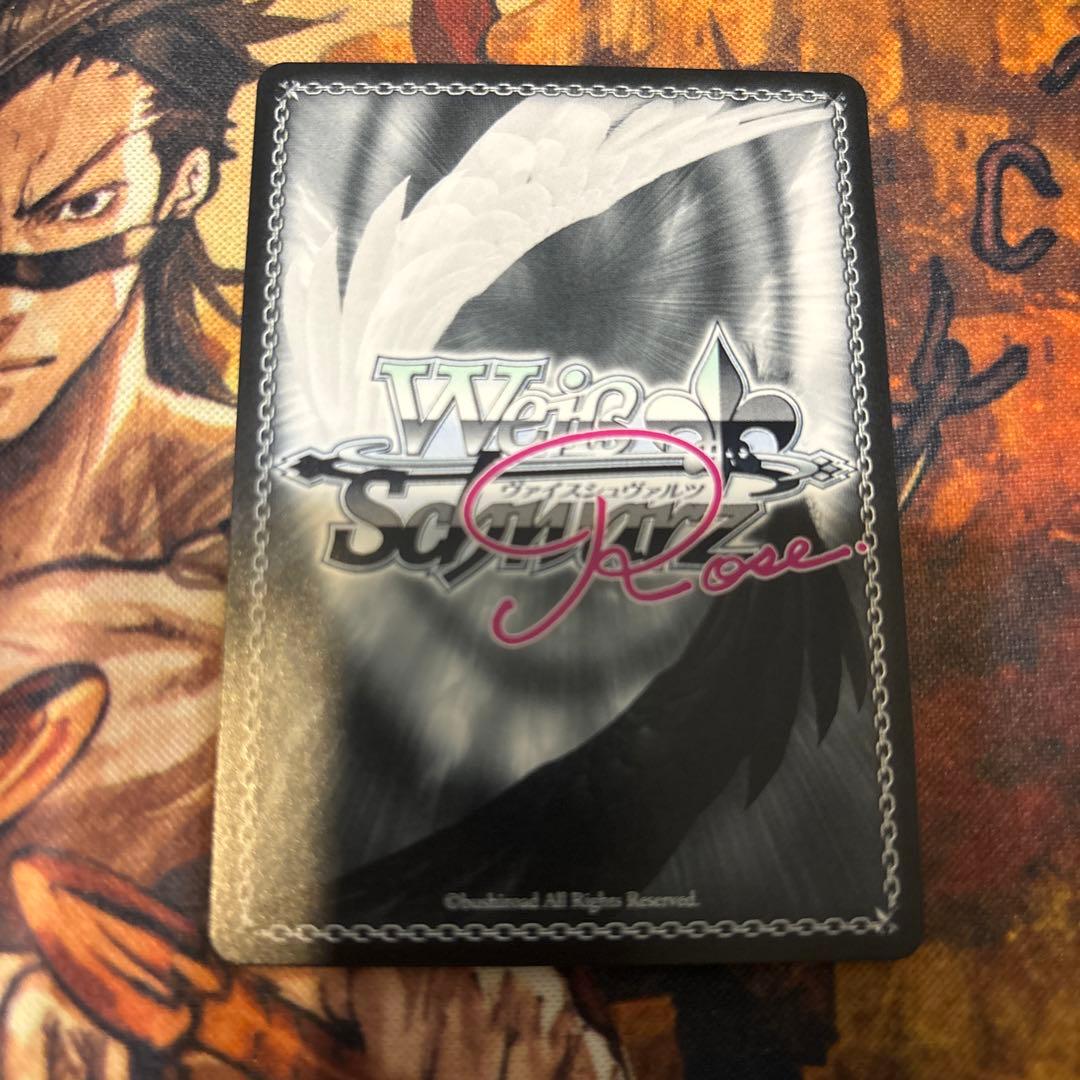 Weiß
ヴァイスシュヴァルツ
Schwarz
Rose.
©bushiroad All Rights Reserved.